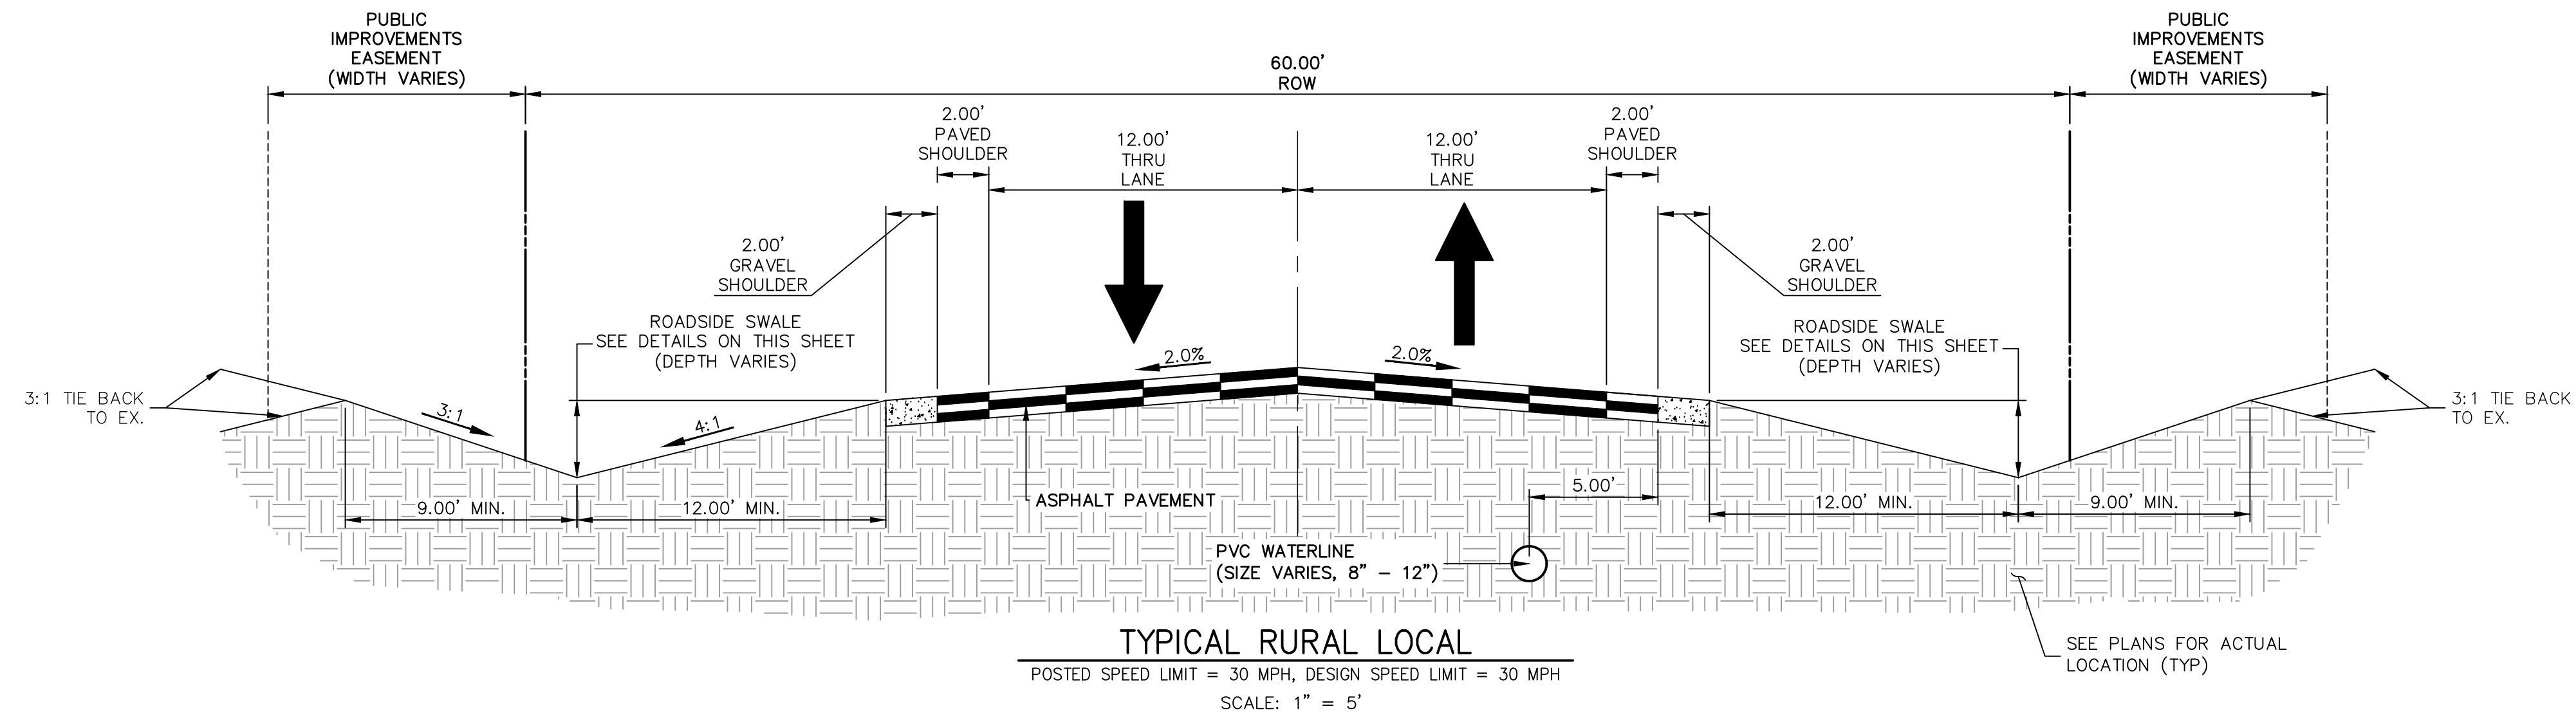 PUBLIC
IMPROVEMENTS
EASEMENT
(WIDTH VARIES)
60.00'
ROW
PUBLIC
IMPROVEMENTS
EASEMENT
(WIDTH VARIES)
2.00'
PAVED
SHOULDER
12.00'
THRU
LANE
12.00'
THRU
LANE
2.00'
PAVED
SHOULDER
2.00'
GRAVEL
SHOULDER
2.00'
GRAVEL
SHOULDER
ROADSIDE SWALE
SEE DETAILS ON THIS SHEET
(DEPTH VARIES)
2.0%
2.0%
ROADSIDE SWALE
SEE DETAILS ON THIS SHEET
(DEPTH VARIES)
3:1 TIE BACK
TO EX.
3:1
4:1
3:1 TIE BACK
TO EX.
9.00' MIN.
12.00' MIN.
ASPHALT PAVEMENT
5.00'
12.00' MIN.
9.00' MIN.
PVC WATERLINE
(SIZE VARIES, 8" - 12")
SEE PLANS FOR ACTUAL
LOCATION (TYP)
TYPICAL RURAL LOCAL
POSTED SPEED LIMIT = 30 MPH, DESIGN SPEED LIMIT = 30 MPH
SCALE: 1" = 5'